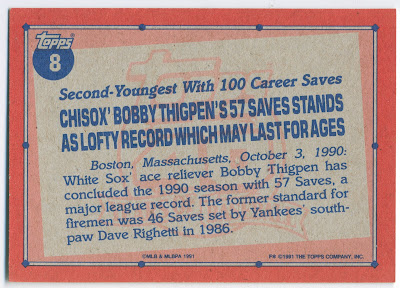 Topps
8
Second-Youngest With 100 Career Saves
CHISOX' BOBBY THIGPEN'S 57 SAVES STANDS
AS LOFTY RECORD WHICH MAY LAST FOR AGES
Boston, Massachusetts, October 3, 1990:
White Sox' ace reliever Bobby Thigpen has
concluded the 1990 season with 57 Saves, a
major league record. The former standard for
firemen was 46 Saves set by Yankees' south-
paw Dave Righetti in 1986.
©MLB & MLBPA 1991
P★ ©1991 THE TOPPS COMPANY, INC.